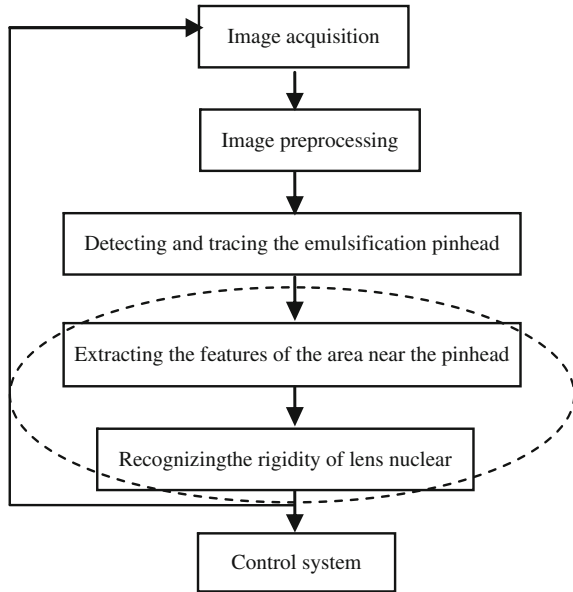 Image acquisition
Image preprocessing
Detecting and tracing the emulsification pinhead
Extracting the features of the area near the pinhead
Recognizingthe rigidity of lens nuclear
Control system